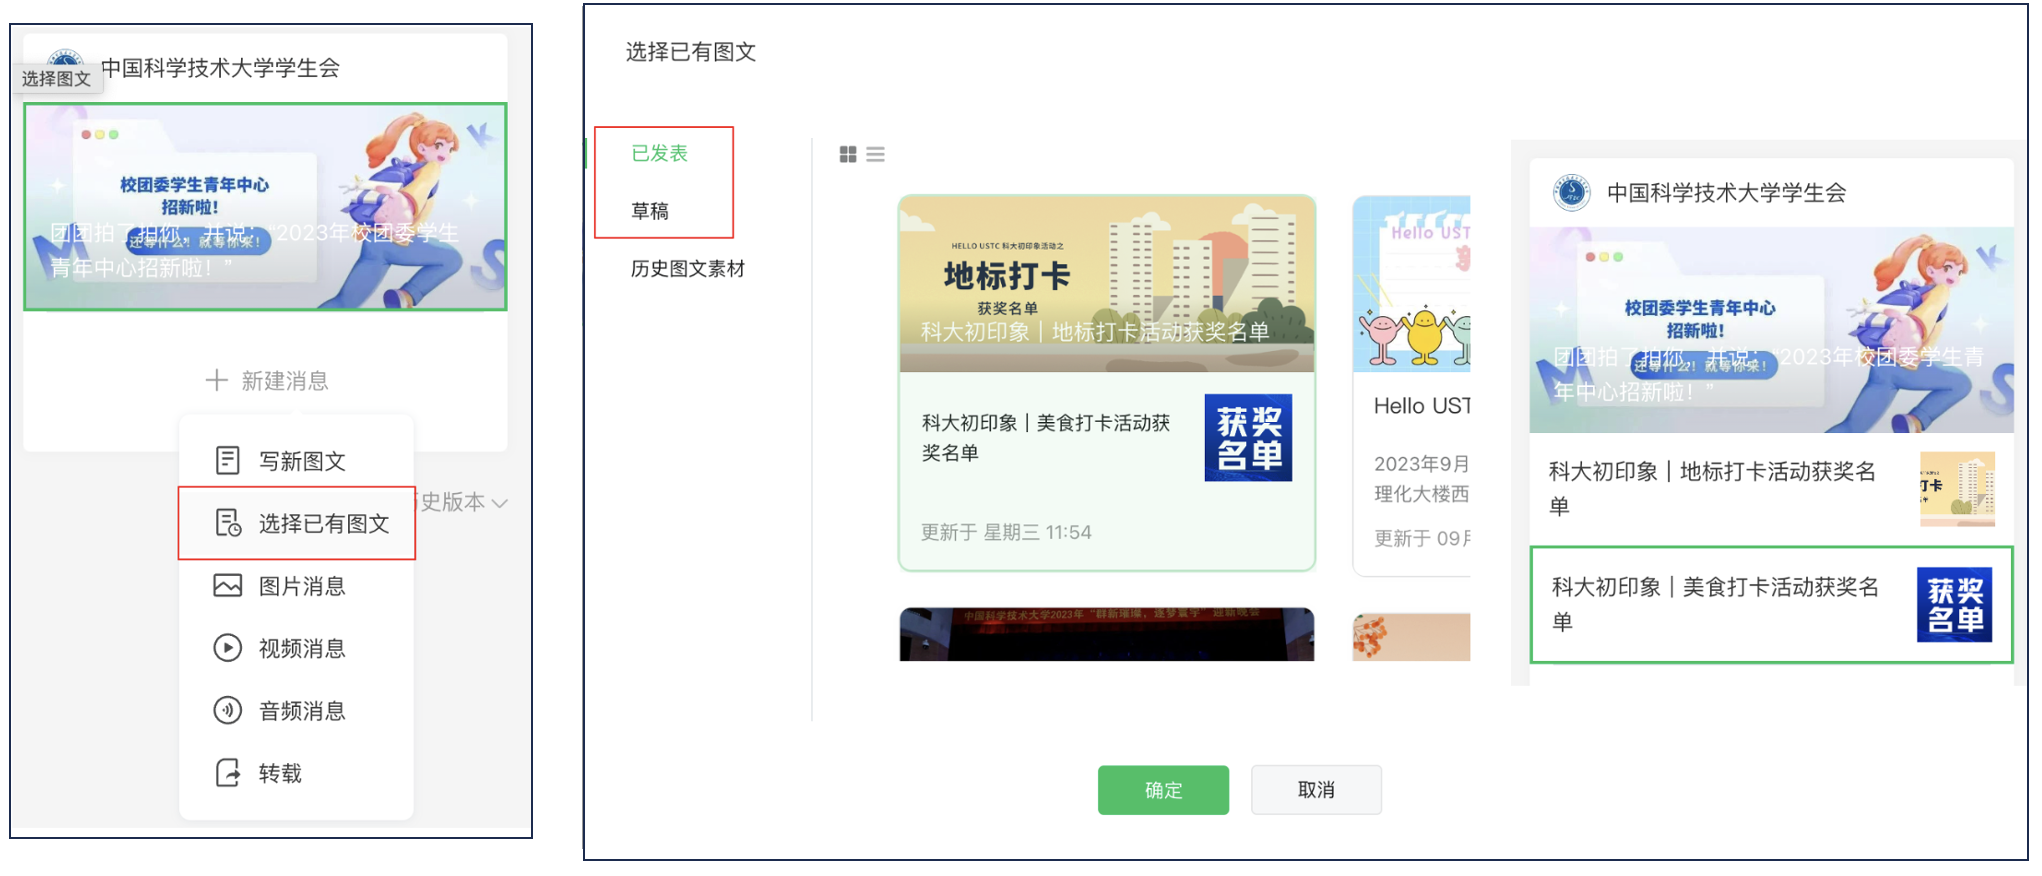 中国科学技术大学学生会
选择图文
校团委学生青年中心
招新啦!
还等什么! 就等你来!
团团拍了拍你，并说：“2023年校团委学生
青年中心招新啦！”
新建消息
写新图文
选择已有图文
史版本
图片消息
视频消息
音频消息
转载
选择已有图文
已发表
草稿
历史图文素材
HELLO USTC 科大初印象活动之
地标打卡
获奖名单
科大初印象｜地标打卡活动获奖名单
科大初印象｜美食打卡活动获
奖名单
获奖
名单
更新于 星期三 11:54
Hello UST
Hello UST
2023年9月
理化大楼西
更新于 09月
中国科学技术大学2023年“群新璀璨，逐梦寰宇”迎新晚会
确定
取消
中国科学技术大学学生会
校团委学生青年中心
招新啦!
还等什么! 就等你来!
团团拍了拍你，并说：“2023年校团委学生青
年中心招新啦！”
科大初印象｜地标打卡活动获奖名
单
打卡
科大初印象｜美食打卡活动获奖名
单
获奖
名单